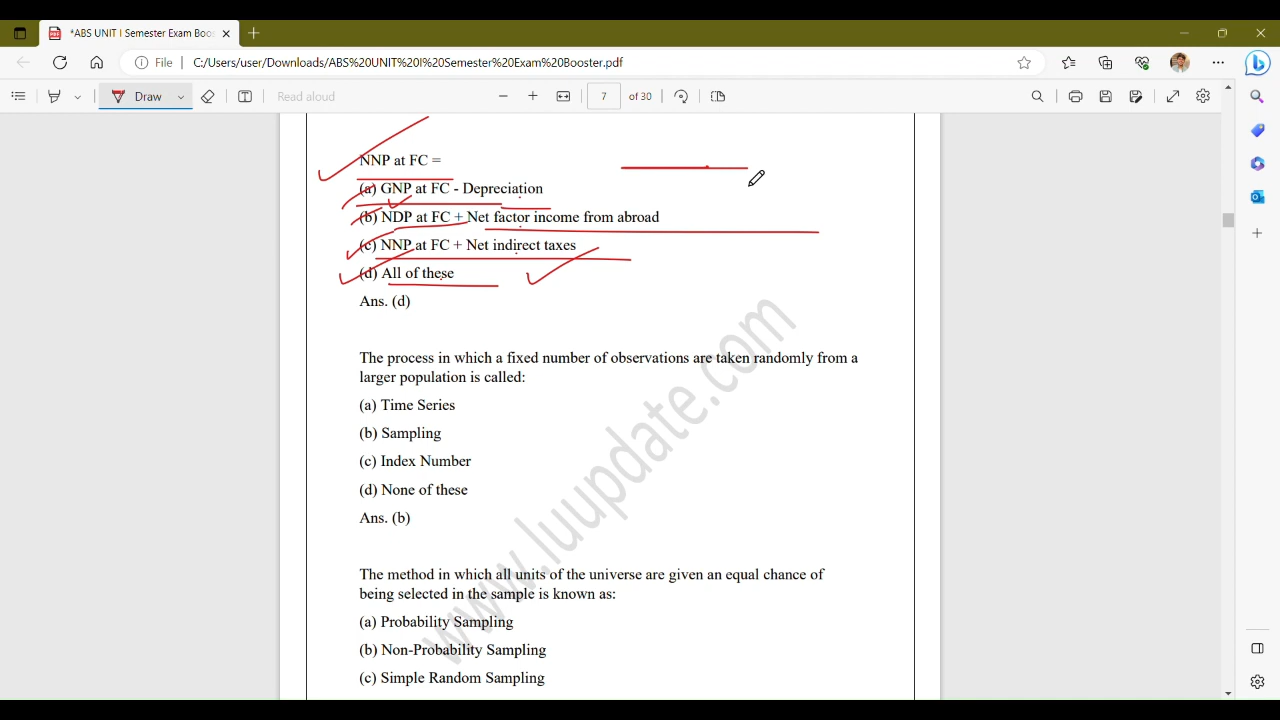 *ABS UNIT I Semester Exam Boo
File
C:/Users/user/Downloads/ABS%20UNIT%20I%20Semester%20Exam%20Booster.pdf
Draw
Read aloud
7
of 30
NNP at FC =
(a) GNP at FC - Depreciation
(b) NDP at FC + Net factor income from abroad
(c) NNP at FC + Net indirect taxes
(d) All of these
Ans. (d)
The process in which a fixed number of observations are taken randomly from a
larger population is called:
(a) Time Series
(b) Sampling
(c) Index Number
(d) None of these
Ans. (b)
The method in which all units of the universe are given an equal chance of
being selected in the sample is known as:
(a) Probability Sampling
(b) Non-Probability Sampling
(c) Simple Random Sampling
www.luupdate.com